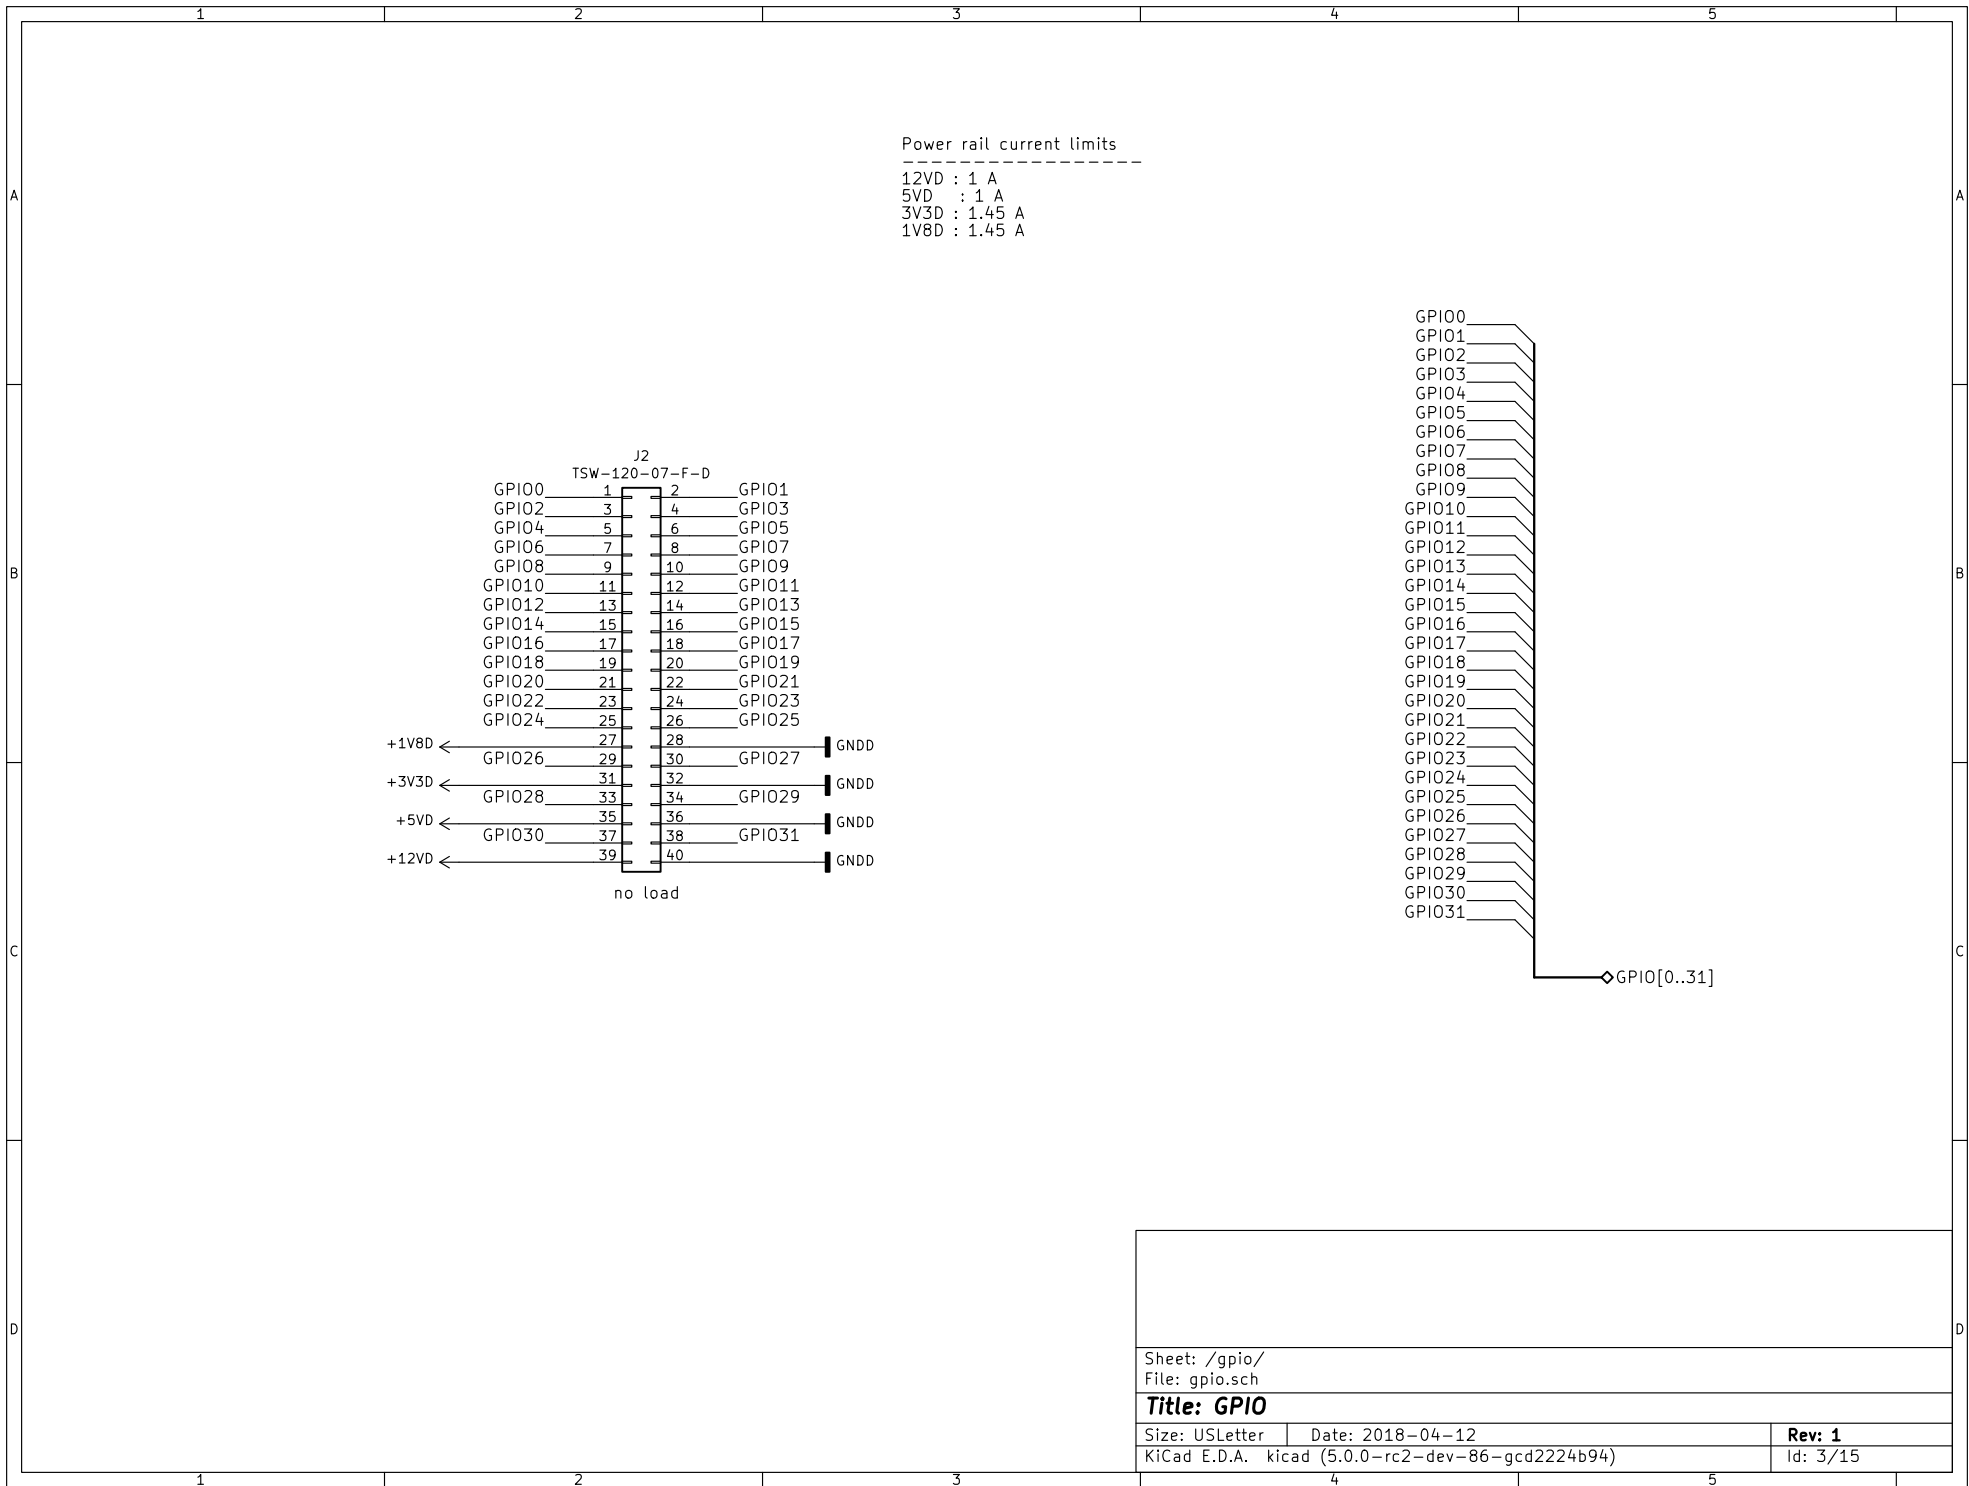 1 2 3 4 5
Power rail current limits
-----------------
12VD : 1 A
5VD : 1 A
3V3D : 1.45 A
1V8D : 1.45 A
A A
B B
C C
D D
J2
TSW-120-07-F-D
GPIO0 1 2 GPIO1
GPIO2 3 4 GPIO3
GPIO4 5 6 GPIO5
GPIO6 7 8 GPIO7
GPIO8 9 10 GPIO9
GPIO10 11 12 GPIO11
GPIO12 13 14 GPIO13
GPIO14 15 16 GPIO15
GPIO16 17 18 GPIO17
GPIO18 19 20 GPIO19
GPIO20 21 22 GPIO21
GPIO22 23 24 GPIO23
GPIO24 25 26 GPIO25
+1V8D 27 28 GNDD
GPIO26 29 30 GPIO27
+3V3D 31 32 GNDD
GPIO28 33 34 GPIO29
+5VD 35 36 GNDD
GPIO30 37 38 GPIO31
+12VD 39 40 GNDD
no load
GPIO0
GPIO1
GPIO2
GPIO3
GPIO4
GPIO5
GPIO6
GPIO7
GPIO8
GPIO9
GPIO10
GPIO11
GPIO12
GPIO13
GPIO14
GPIO15
GPIO16
GPIO17
GPIO18
GPIO19
GPIO20
GPIO21
GPIO22
GPIO23
GPIO24
GPIO25
GPIO26
GPIO27
GPIO28
GPIO29
GPIO30
GPIO31
GPIO[0..31]
Sheet: /gpio/
File: gpio.sch
Title: GPIO
Size: USLetter Date: 2018-04-12 Rev: 1
KiCad E.D.A. kicad (5.0.0-rc2-dev-86-gcd2224b94) Id: 3/15
1 2 3 4 5